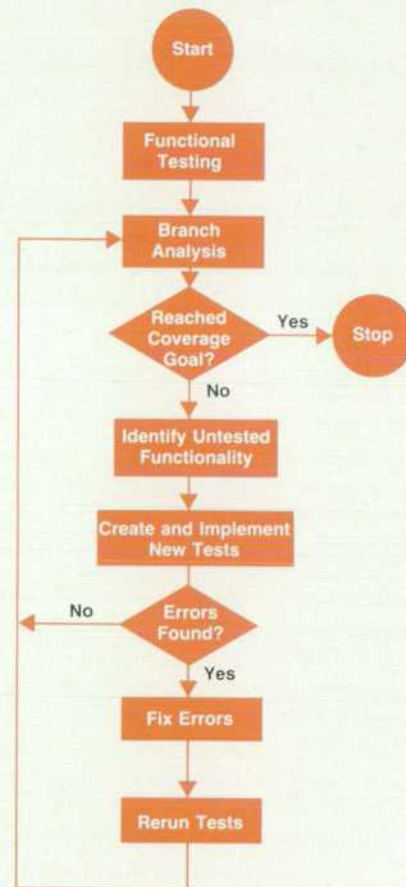 Start
Functional
Testing
Branch
Analysis
Reached
Coverage
Goal?
Yes
Stop
No
Identify Untested
Functionality
Create and Implement
New Tests
No
Errors
Found?
Yes
Fix Errors
Rerun Tests